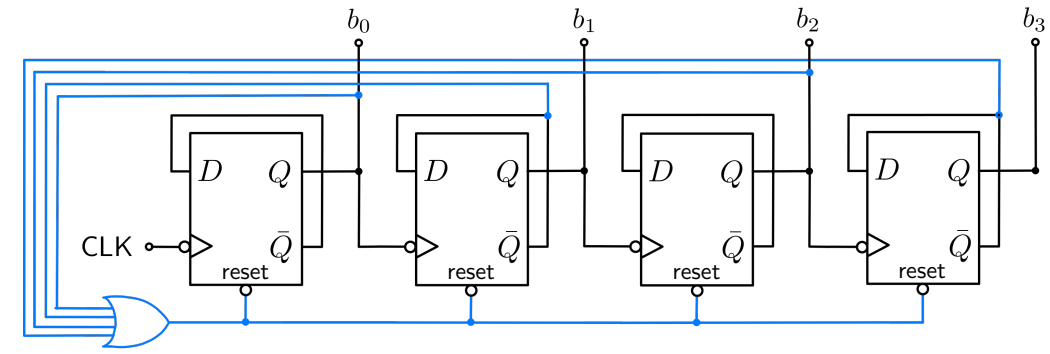 b₀ b₁ b₂ b₃
D Q D Q D Q D Q
CLK Q̄ Q̄ Q̄ Q̄
reset reset reset reset